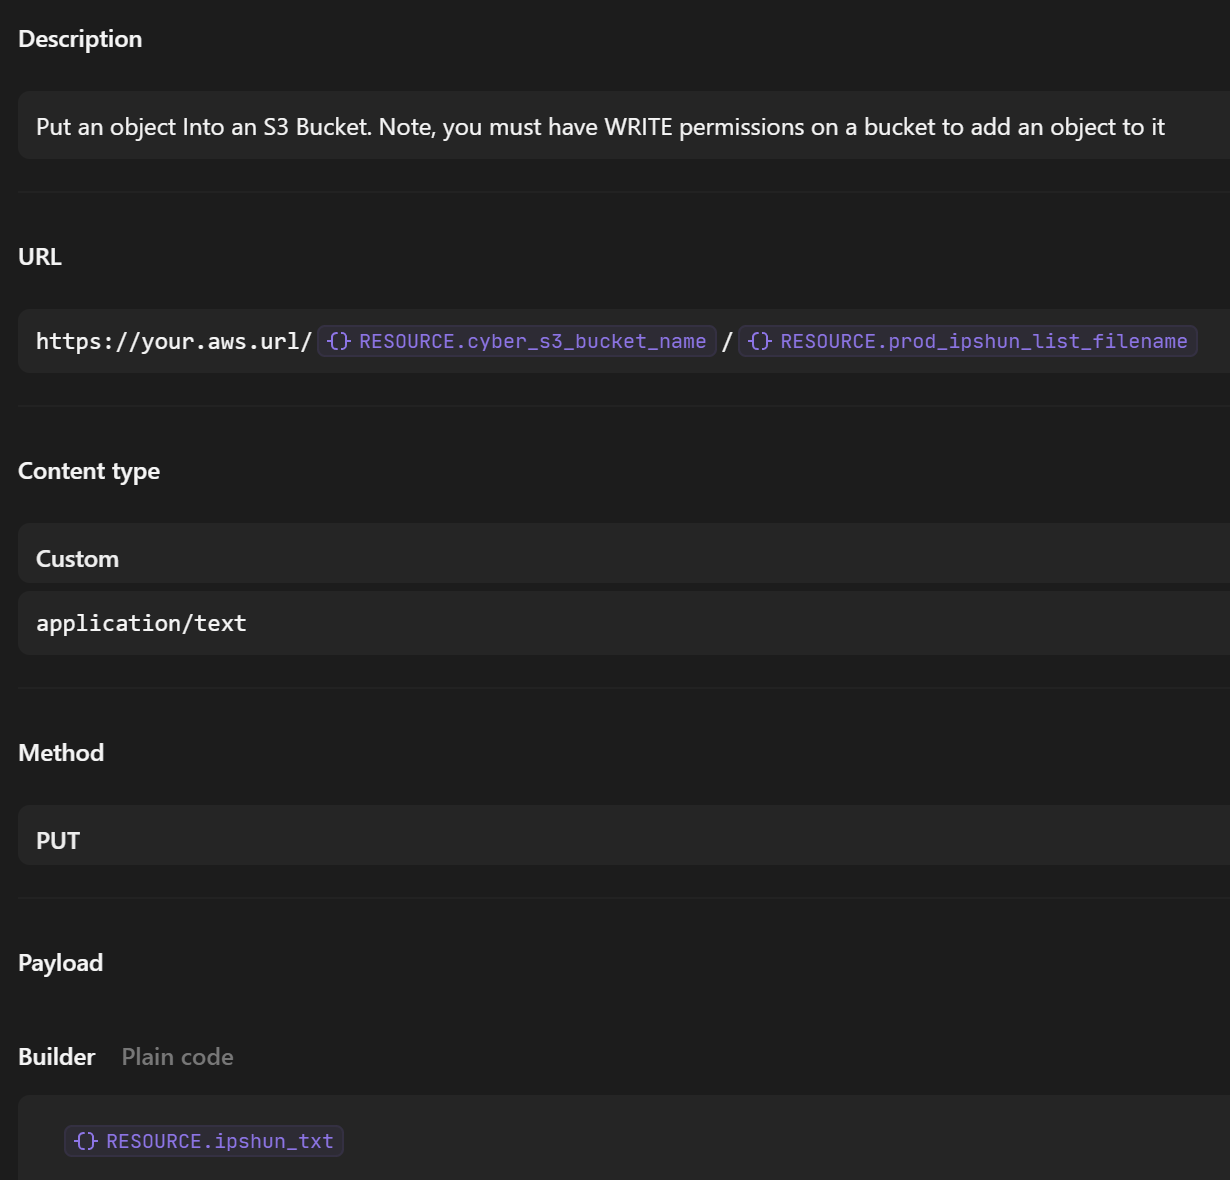 Description
Put an object Into an S3 Bucket. Note, you must have WRITE permissions on a bucket to add an object to it
URL
https://your.aws.url/ {} RESOURCE.cyber_s3_bucket_name / {} RESOURCE.prod_ipshun_list_filename
Content type
Custom
application/text
Method
PUT
Payload
Builder Plain code
{} RESOURCE.ipshun_txt